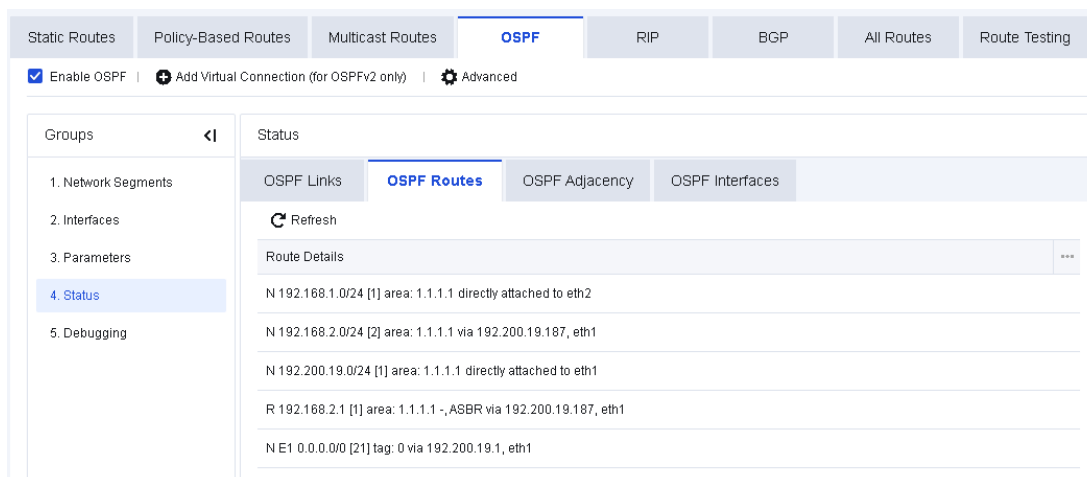 Static Routes Policy-Based Routes Multicast Routes OSPF RIP BGP All Routes Route Testing
Enable OSPF | Add Virtual Connection (for OSPFv2 only) | Advanced
Groups
1. Network Segments
2. Interfaces
3. Parameters
4. Status
5. Debugging
Status
OSPF Links OSPF Routes OSPF Adjacency OSPF Interfaces
Refresh
Route Details
N 192.168.1.0/24 [1] area: 1.1.1.1 directly attached to eth2
N 192.168.2.0/24 [2] area: 1.1.1.1 via 192.200.19.187, eth1
N 192.200.19.0/24 [1] area: 1.1.1.1 directly attached to eth1
R 192.168.2.1 [1] area: 1.1.1.1 -, ASBR via 192.200.19.187, eth1
N E1 0.0.0.0/0 [21] tag: 0 via 192.200.19.1, eth1